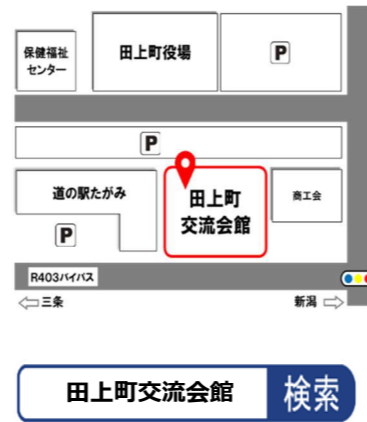 保健福祉
センター
田上町役場
P
P
道の駅たがみ
P
田上町
交流会館
商工会
R403バイパス
⇦三条
新潟⇨
田上町交流会館
検索